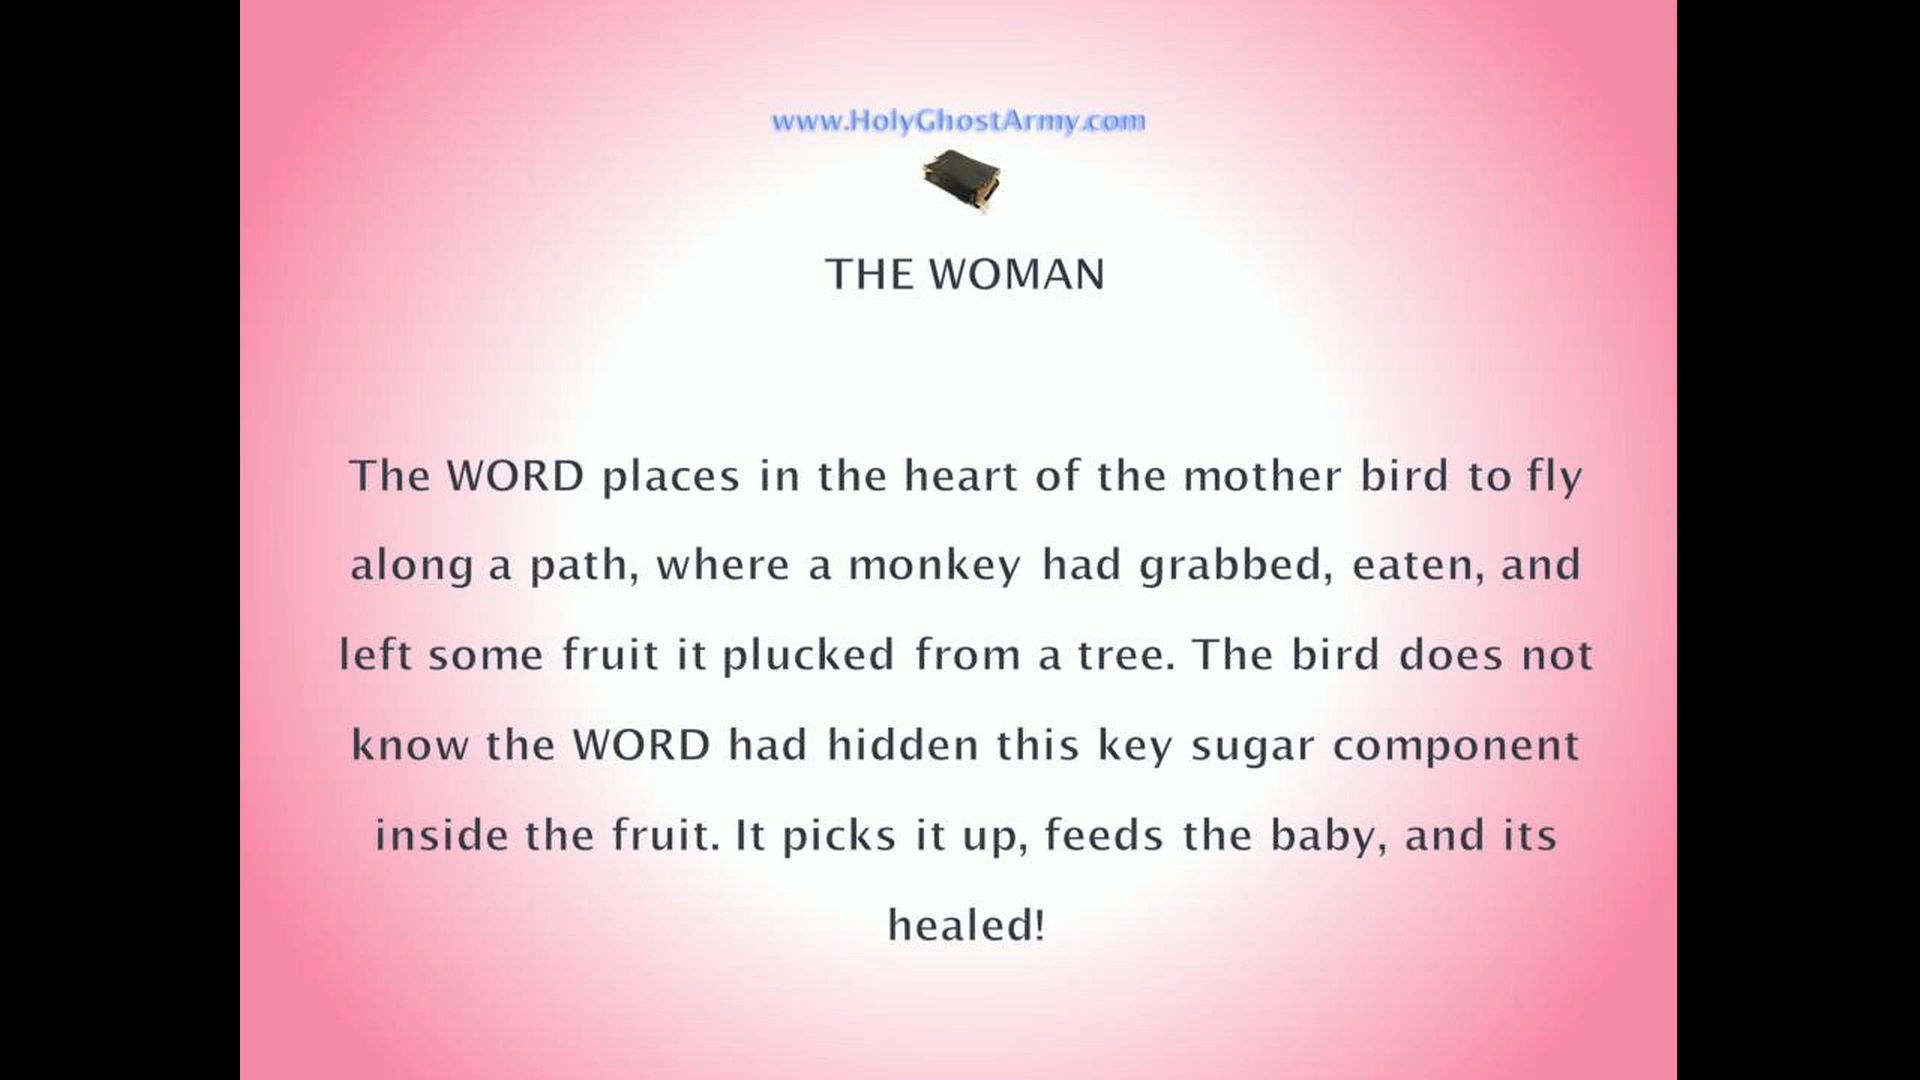 www.HolyGhostArmy.com
THE WOMAN
The WORD places in the heart of the mother bird to fly
along a path, where a monkey had grabbed, eaten, and
left some fruit it plucked from a tree. The bird does not
know the WORD had hidden this key sugar component
inside the fruit. It picks it up, feeds the baby, and its
healed!